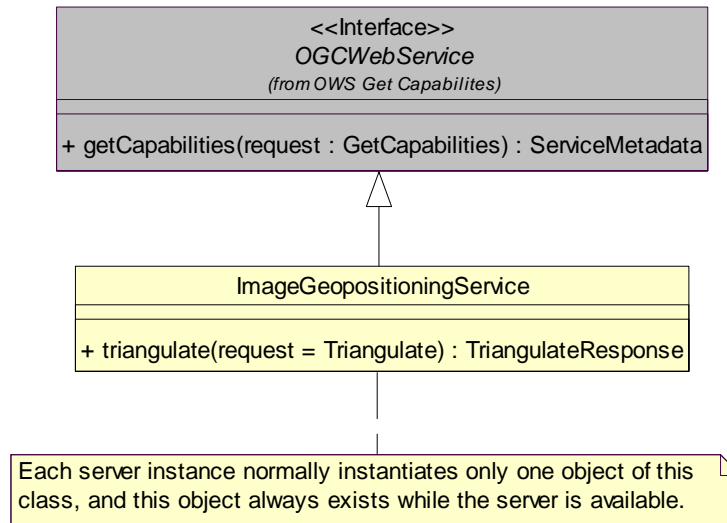 <<Interface>>
OGCWebService
(from OWS Get Capabilites)
+ getCapabilities(request : GetCapabilities) : ServiceMetadata
ImageGeopositioningService
+ triangulate(request = Triangulate) : TriangulateResponse
Each server instance normally instantiates only one object of this
class, and this object always exists while the server is available.